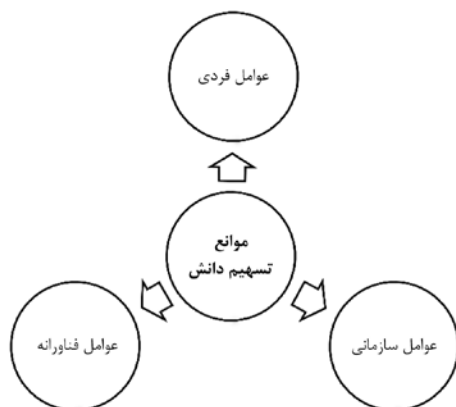 عوامل فردی
موانع
تسهیم دانش
عوامل سازمانی
عوامل فناورانه